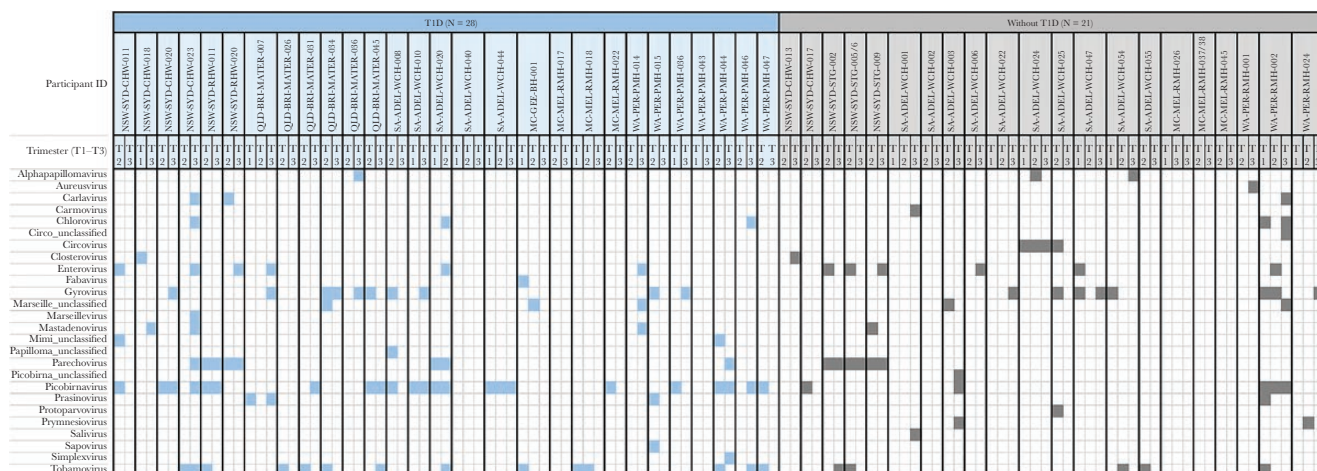 T1D (N = 28)
Without T1D (N = 21)
Participant ID
NSW-SYD-CHW-011
NSW-SYD-CHW-018
NSW-SYD-CHW-020
NSW-SYD-CHW-023
NSW-SYD-RHW-011
NSW-SYD-RHW-020
QLD-BRI-MATER-007
QLD-BRI-MATER-026
QLD-BRI-MATER-031
QLD-BRI-MATER-034
QLD-BRI-MATER-036
QLD-BRI-MATER-045
SA-ADEL-WCH-008
SA-ADEL-WCH-010
SA-ADEL-WCH-020
SA-ADEL-WCH-040
SA-ADEL-WCH-044
MC-GEE-BH-001
MC-MEL-RMH-017
MC-MEL-RMH-018
MC-MEL-RMH-022
WA-PER-PMH-014
WA-PER-PMH-015
WA-PER-PMH-036
WA-PER-PMH-043
WA-PER-PMH-044
WA-PER-PMH-046
WA-PER-PMH-047
NSW-SYD-CHW-013
NSW-SYD-CHW-017
NSW-SYD-STG-002
NSW-SYD-STG-005/6
NSW-SYD-STG-009
SA-ADEL-WCH-001
SA-ADEL-WCH-002
SA-ADEL-WCH-003
SA-ADEL-WCH-006
SA-ADEL-WCH-022
SA-ADEL-WCH-024
SA-ADEL-WCH-025
SA-ADEL-WCH-047
SA-ADEL-WCH-054
SA-ADEL-WCH-055
MC-MEL-RMH-026
MC-MEL-RMH-037/38
MC-MEL-RMH-045
WA-PER-RMH-001
WA-PER-RMH-002
WA-PER-RMH-024
Trimester (T1–T3)
Alphapapillomavirus
Aureusvirus
Carlavirus
Carmovirus
Chlorovirus
Circo_unclassified
Circovirus
Closterovirus
Enterovirus
Fabavirus
Gyrovirus
Marseille_unclassified
Marseillevirus
Mastadenovirus
Mimi_unclassified
Papilloma_unclassified
Parechovirus
Picobirna_unclassified
Picobirnavirus
Prasinovirus
Protoparvovirus
Prymnesiovirus
Salivirus
Sapovirus
Simplexvirus
Tobamovirus